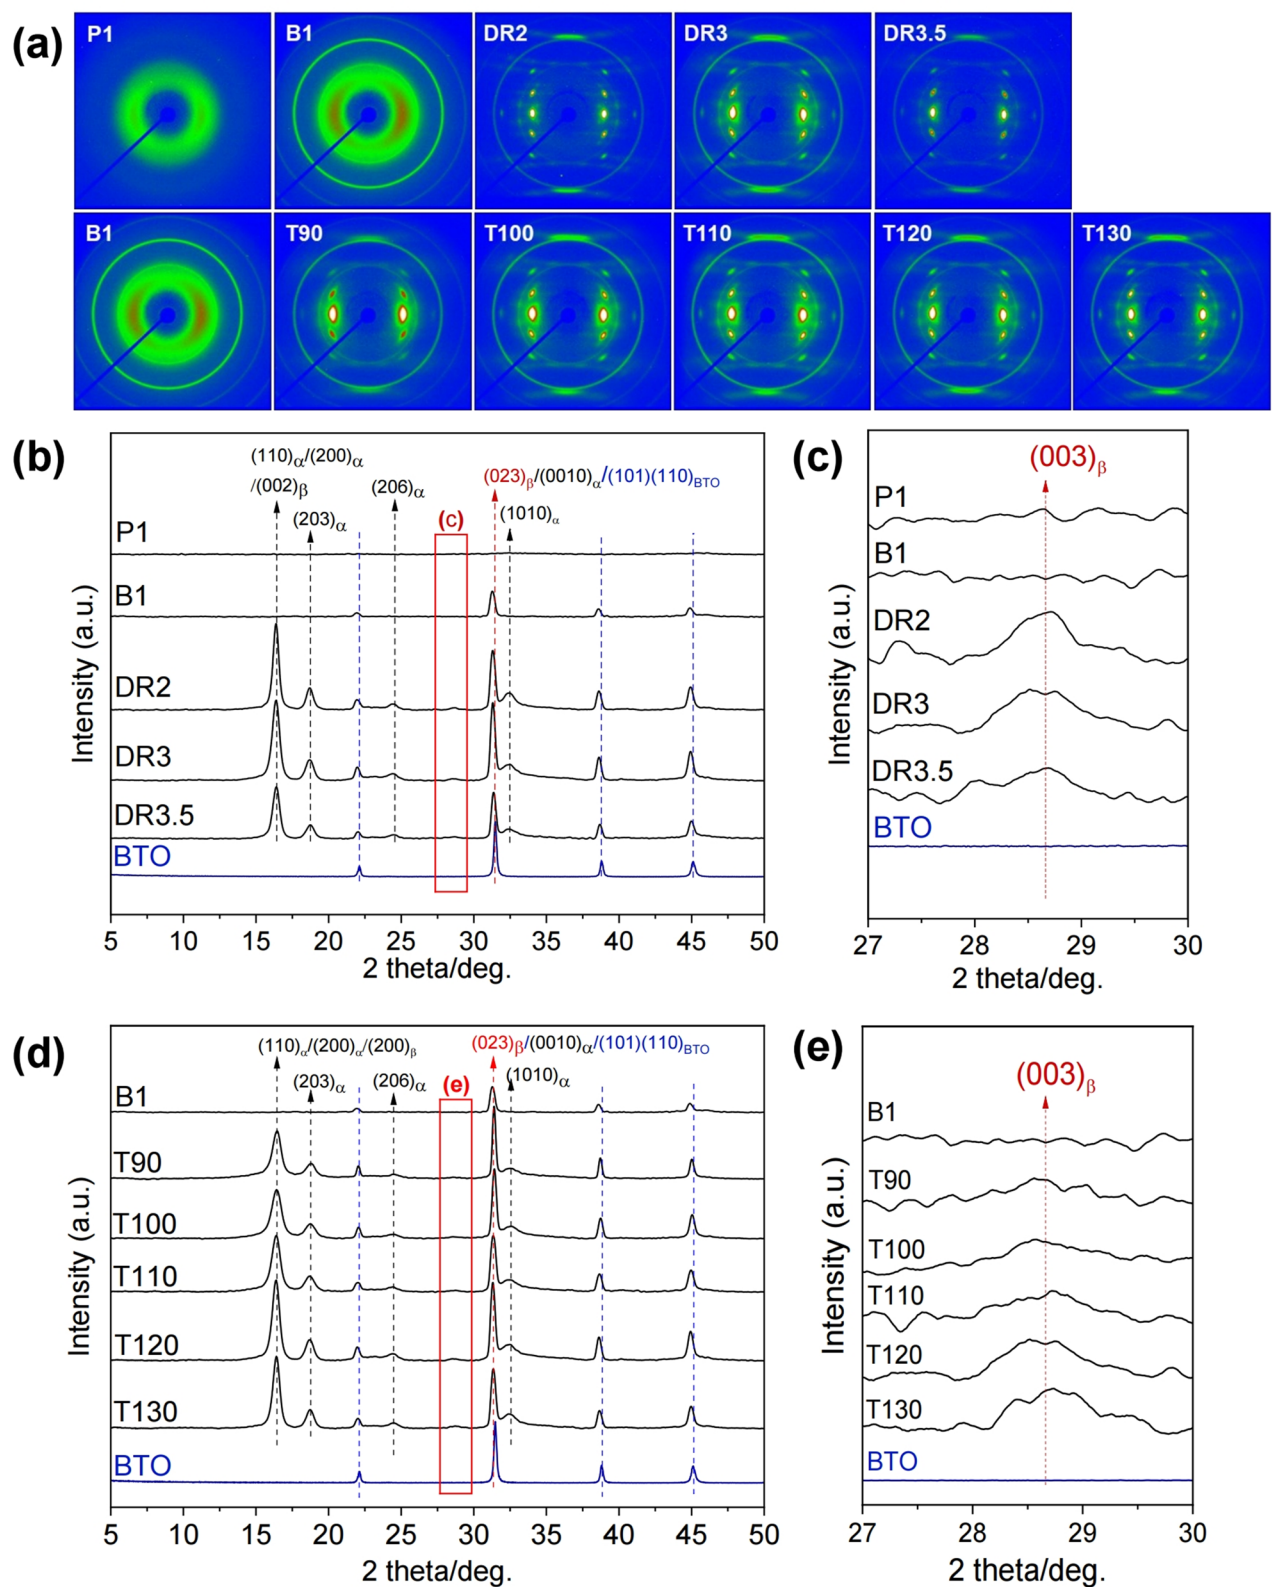 (a)
P1 B1 DR2 DR3 DR3.5
B1 T90 T100 T110 T120 T130
(b)
(110)α/(200)α
/(002)β
(203)α
(206)α
(c)
(023)β/(0010)α/(101)(110)BTO
(1010)α
P1
B1
DR2
DR3
DR3.5
BTO
Intensity (a.u.)
5 10 15 20 25 30 35 40 45 50
2 theta/deg.
(c)
(003)β
P1
B1
DR2
DR3
DR3.5
BTO
Intensity (a.u.)
27 28 29 30
2 theta/deg.
(d)
(110)α/(200)α/(200)β
(203)α
(206)α
(e)
(023)β/(0010)α/(101)(110)BTO
(1010)α
B1
T90
T100
T110
T120
T130
BTO
Intensity (a.u.)
5 10 15 20 25 30 35 40 45 50
2 theta/deg.
(e)
(003)β
B1
T90
T100
T110
T120
T130
BTO
Intensity (a.u.)
27 28 29 30
2 theta/deg.